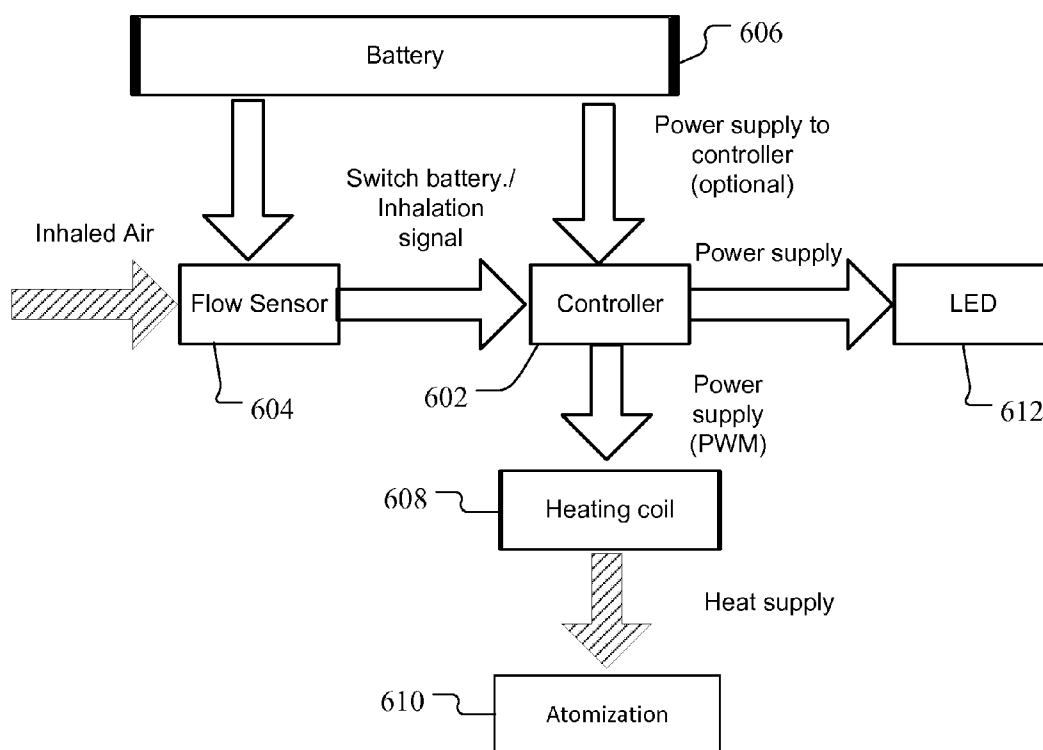 606
Battery
Power supply to
controller
(optional)
Switch battery./
Inhalation
signal
Inhaled Air
Power supply
Flow Sensor
Controller
LED
604
602
Power
supply
(PWM)
612
608
Heating coil
Heat supply
610
Atomization